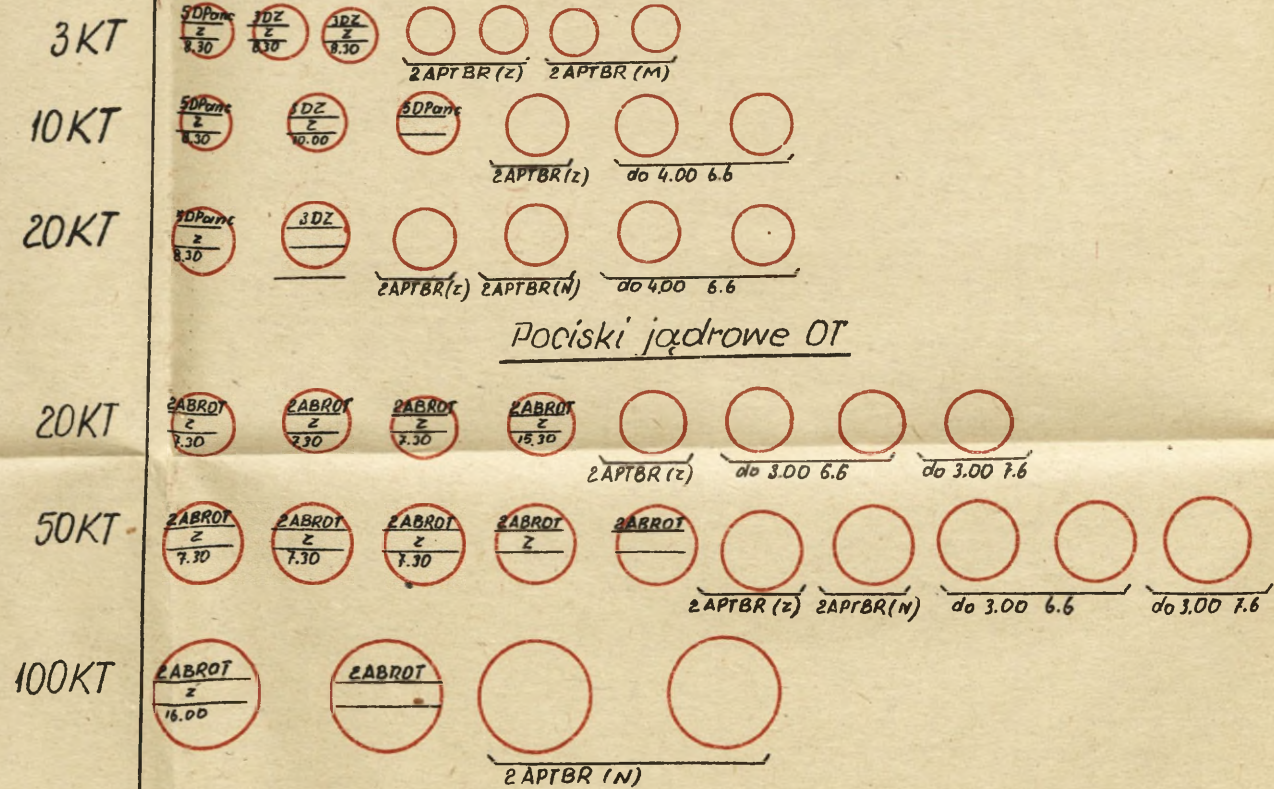 3KT
5DPanc 3DZ 3DZ
z z z
8.30 8.30 8.30
2APTBR(z) 2APTBR(M)
10KT
5DPanc 3DZ 5DPanc
z z
8.30 10.00
2APTBR(z) do 4.00 6.6
20KT
5DPanc 3DZ
z
8.30
2APTBR(z) 2APTBR(N) do 4.00 6.6
Pociski jądrowe OT
20KT
2ABROT 2ABROT 2ABROT 2ABROT
z z z z
7.30 7.30 7.30 15.30
2APTBR(z) do 3.00 6.6 do 3.00 7.6
50KT
2ABROT 2ABROT 2ABROT 2ABROT 2ABROT
z z z z
7.30 7.30 7.30
2APTBR(z) 2APTBR(N) do 3.00 6.6 do 3.00 7.6
100KT
2ABROT 2ABROT
z
16.00
2APTBR(N)